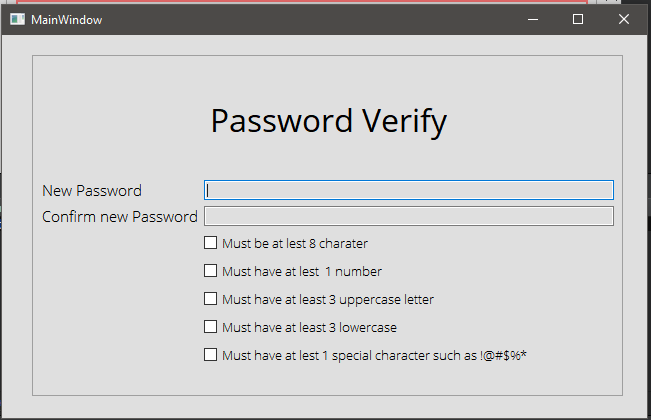 MainWindow
Password Verify
New Password
Confirm new Password
Must be at lest 8 charater
Must have at lest  1 number
Must have at least 3 uppercase letter
Must have at least 3 lowercase
Must have at lest 1 special character such as !@#$%*